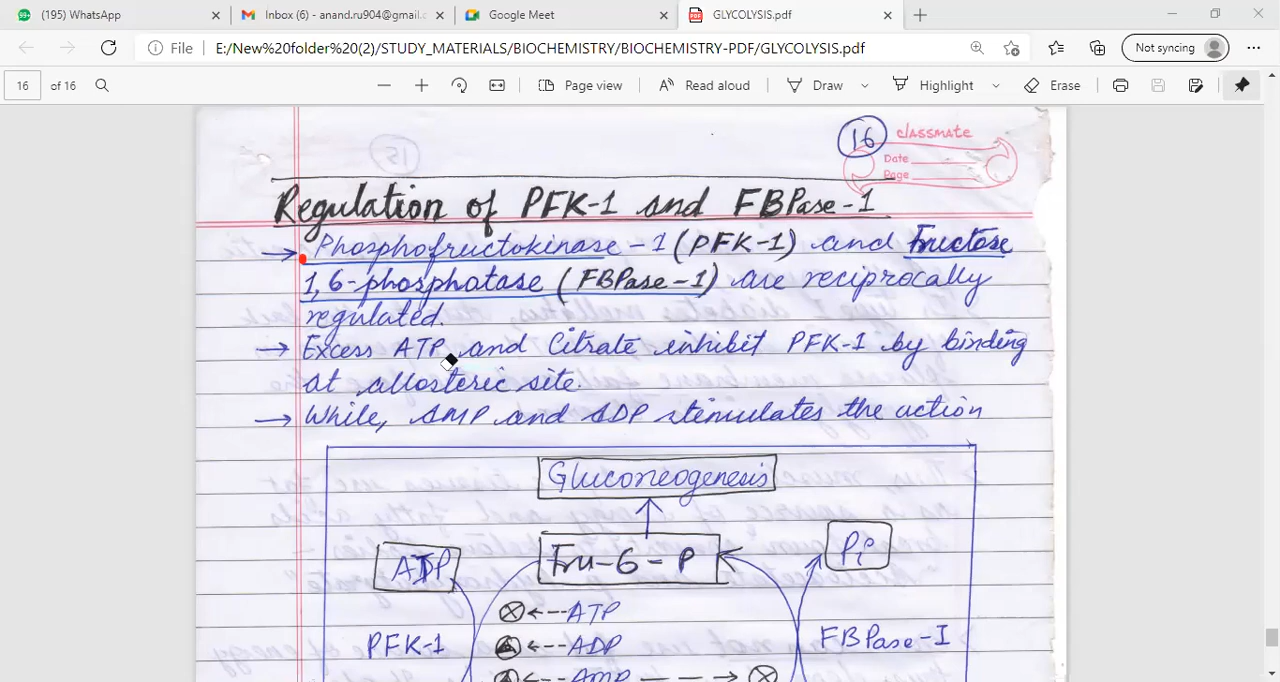 (195) WhatsApp
Inbox (6) - anand.ru904@gmail.c
Google Meet
GLYCOLYSIS.pdf
File
E:/New%20folder%20(2)/STUDY_MATERIALS/BIOCHEMISTRY/BIOCHEMISTRY-PDF/GLYCOLYSIS.pdf
Not syncing
16 of 16
Page view
Read aloud
Draw
Highlight
Erase
15
16
classmate
Date
Page
Regulation of PFK-1 and FBPase-1
→ Phosphofructokinase-1 (PFK-1) and Fructose
1,6-phosphatase (FBPase-1) are reciprocally
regulated.
→ Excess ATP and Citrate inhibit PFK-1 by binding
at allosteric site.
→ While, AMP and ADP stimulates the action
Gluconeogenesis
ATP
Fru-6-P
Pi
⊗ ←--ATP
PFK-1
←--ADP
FBPase-I
←--AMP — — → ⊗